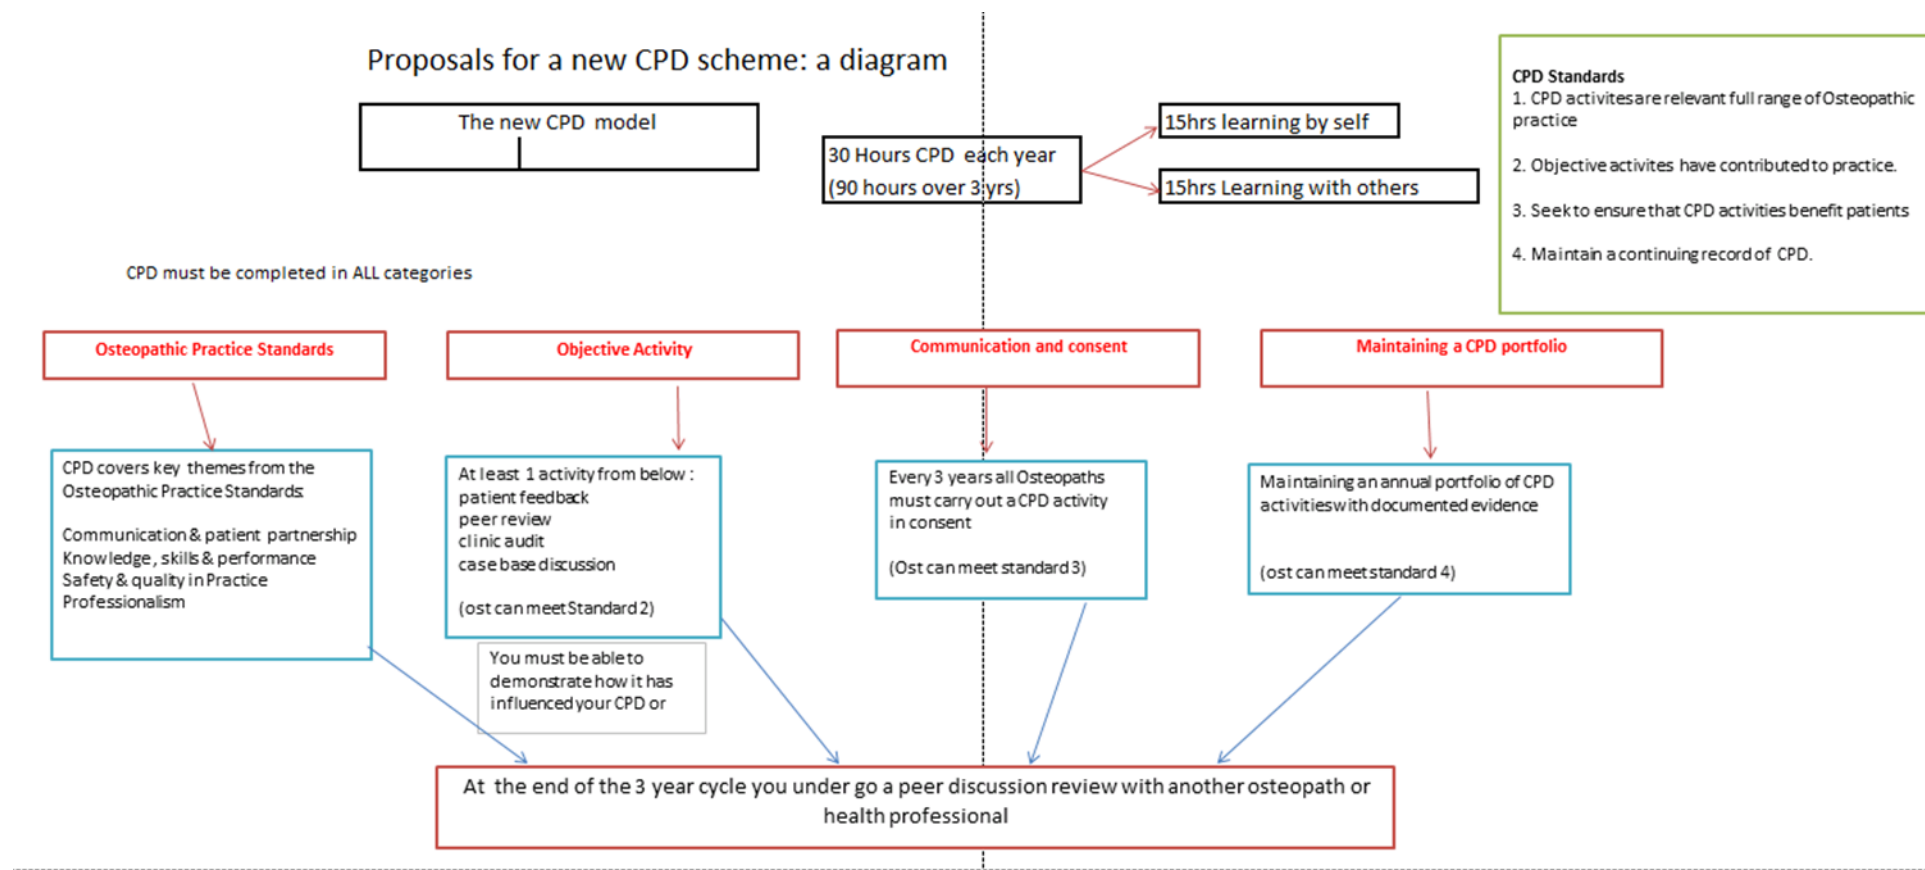 Proposals for a new CPD scheme: a diagram
The new CPD model
30 Hours CPD each year
(90 hours over 3 yrs)
15hrs learning by self
15hrs Learning with others
CPD Standards
1. CPD activites are relevant full range of Osteopathic
practice
2. Objective activites have contributed to practice.
3. Seek to ensure that CPD activities benefit patients
4. Maintain a continuing record of CPD.
CPD must be completed in ALL categories
Osteopathic Practice Standards
Objective Activity
Communication and consent
Maintaining a CPD portfolio
CPD covers key themes from the
Osteopathic Practice Standards:
Communication & patient partnership
Knowledge, skills & performance
Safety & quality in Practice
Professionalism
At least 1 activity from below :
patient feedback
peer review
clinic audit
case base discussion
(ost can meet Standard 2)
You must be able to
demonstrate how it has
influenced your CPD or
Every 3 years all Osteopaths
must carry out a CPD activity
in consent
(Ost can meet standard 3)
Maintaining an annual portfolio of CPD
activities with documented evidence
(ost can meet standard 4)
At the end of the 3 year cycle you under go a peer discussion review with another osteopath or
health professional